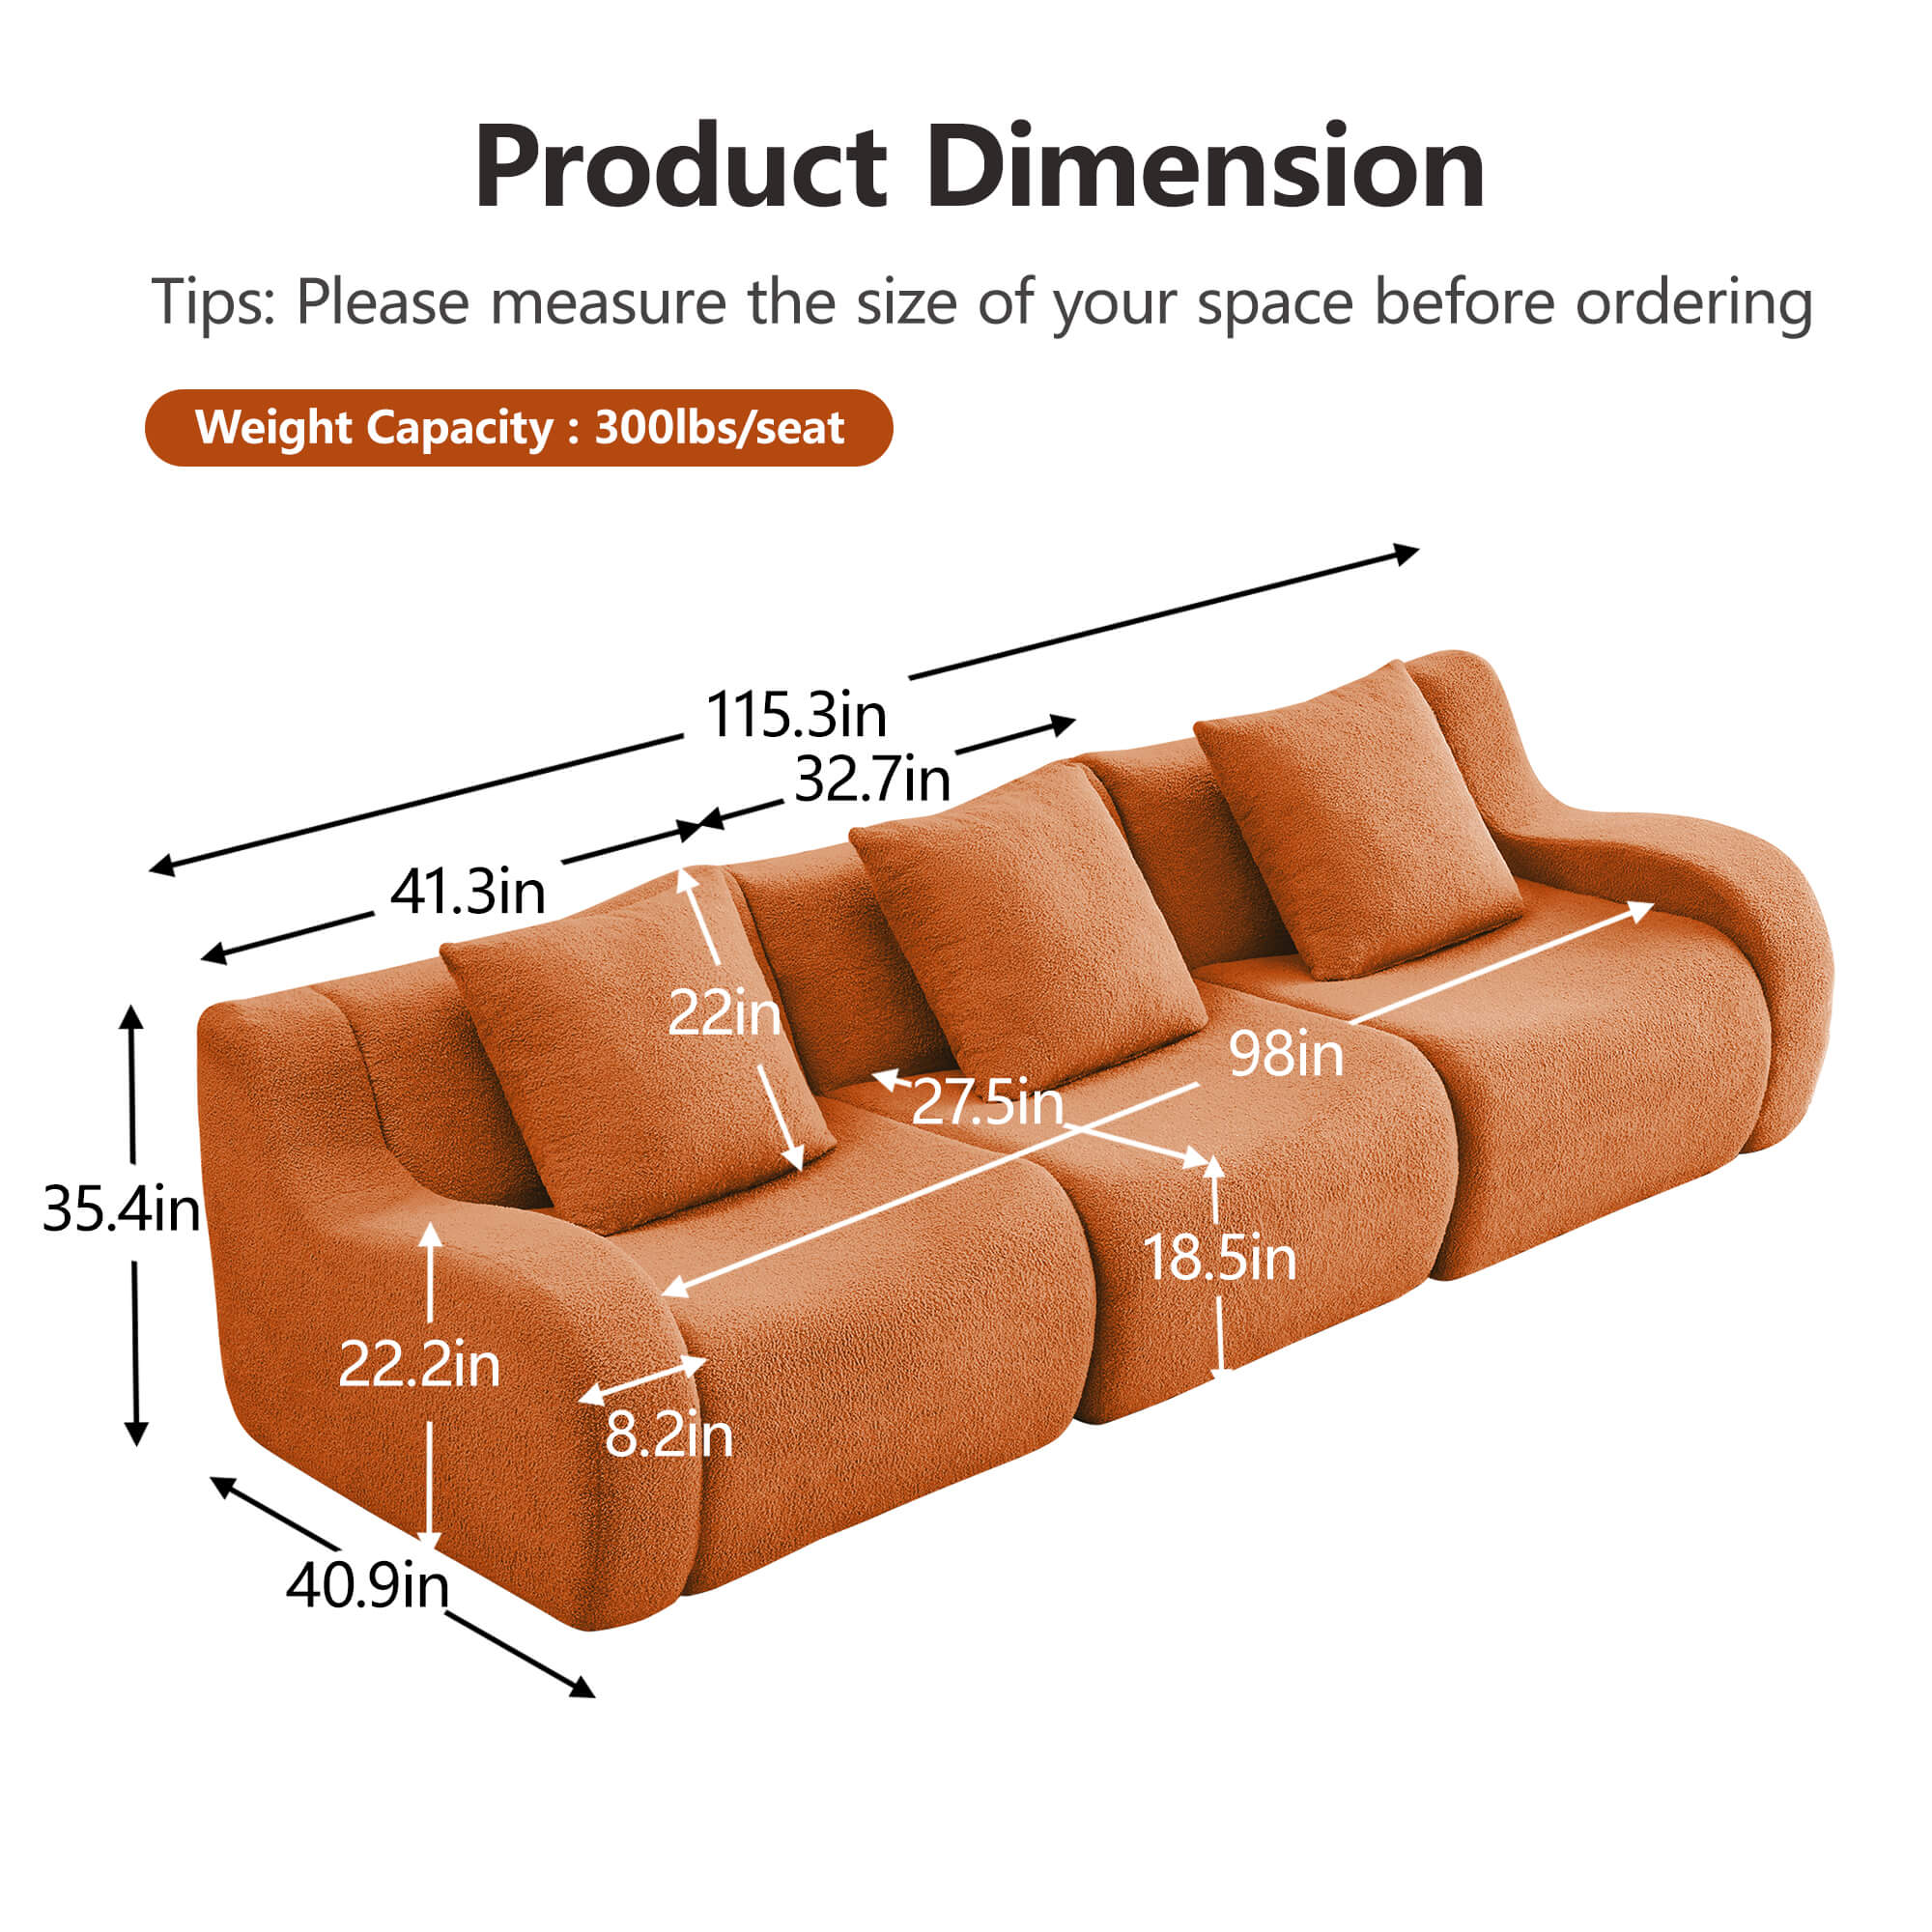 Product Dimension
Tips: Please measure the size of your space before ordering
Weight Capacity : 300lbs/seat
115.3in
32.7in
41.3in
22in
98in
27.5in
35.4in
18.5in
22.2in
8.2in
40.9in